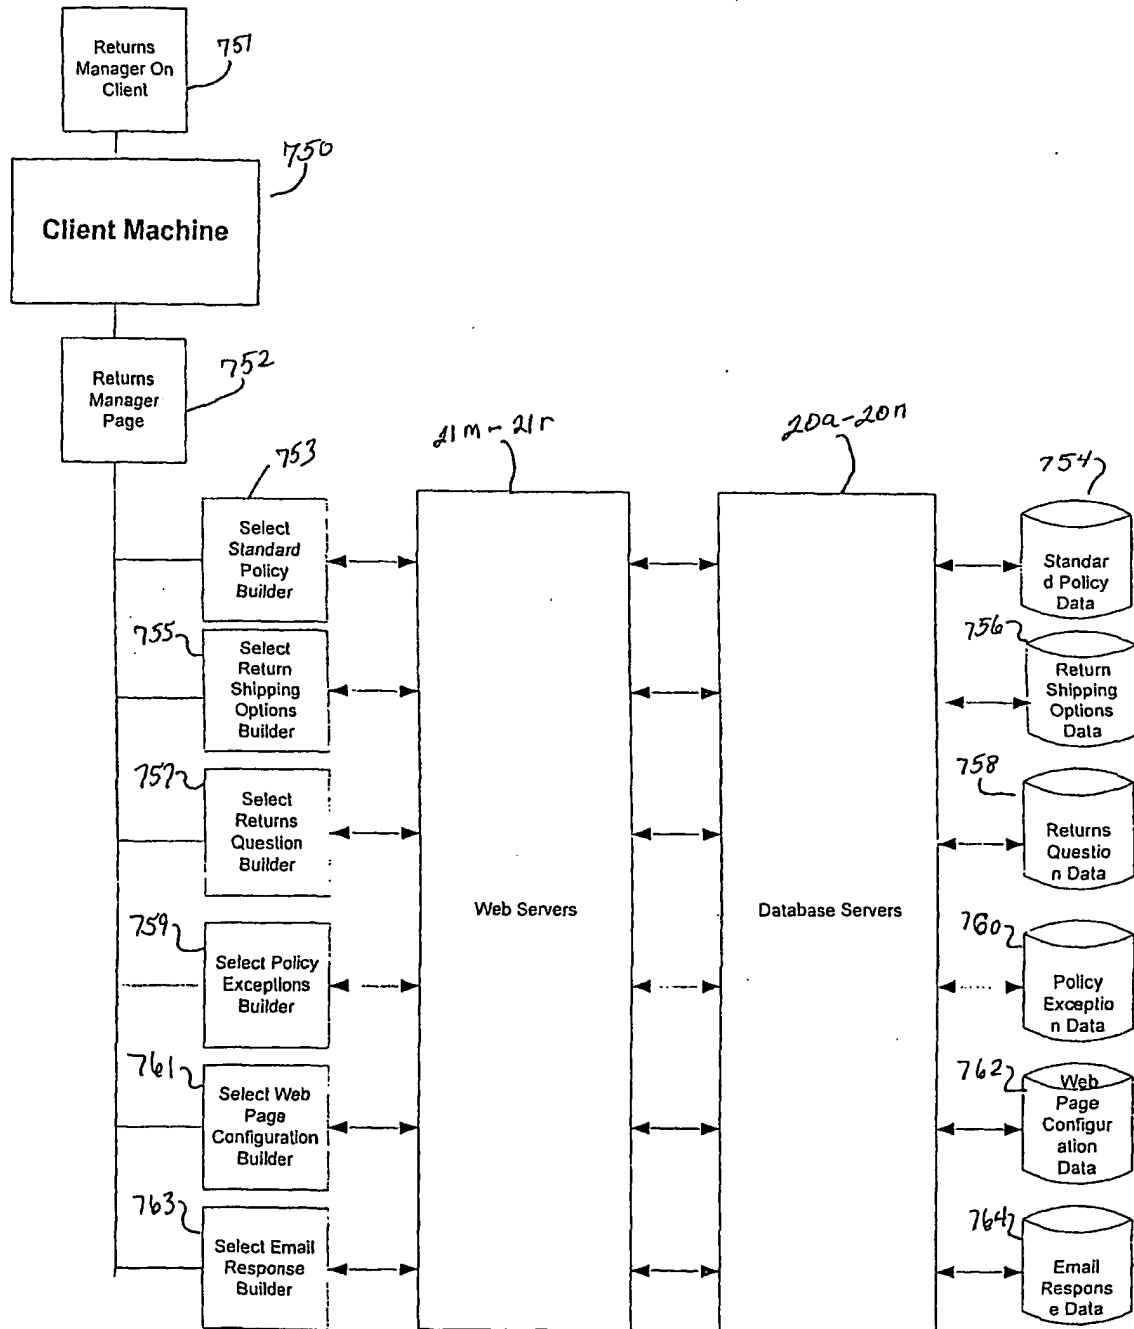 Returns
Manager On
Client
751
750
Client Machine
752
Returns
Manager
Page
753
21m-21r
20a-20n
754
Select
Standard
Policy
Builder
Standar
d Policy
Data
755
Select
Return
Shipping
Options
Builder
756
Return
Shipping
Options
Data
757
Select
Returns
Question
Builder
758
Returns
Questio
n Data
Web Servers
Database Servers
759
Select Policy
Exceptions
Builder
760
Policy
Exceptio
n Data
761
Select Web
Page
Configuration
Builder
762
Web
Page
Configur
ation
Data
763
Select Email
Response
Builder
764
Email
Respons
e Data